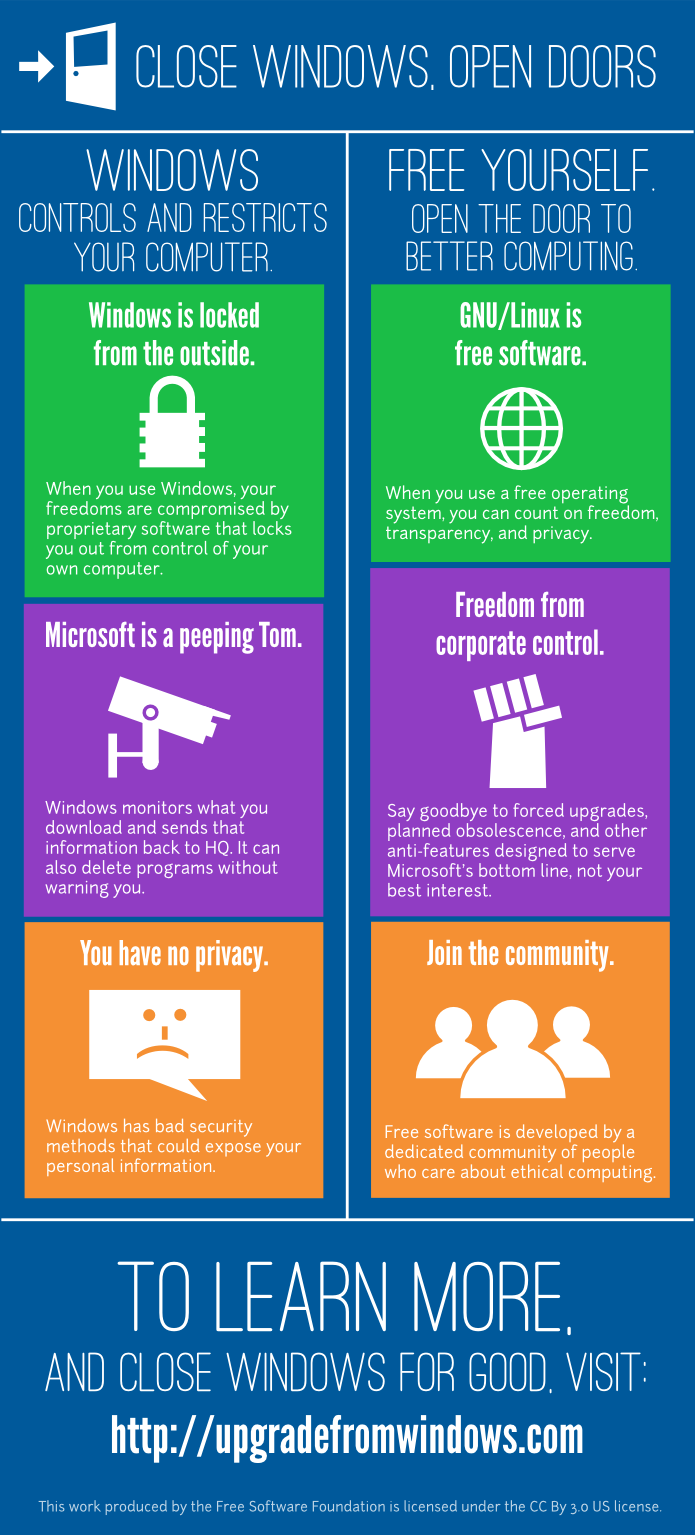 CLOSE WINDOWS, OPEN DOORS
WINDOWS
CONTROLS AND RESTRICTS
YOUR COMPUTER.
Windows is locked
from the outside.
When you use Windows, your
freedoms are compromised by
proprietary software that locks
you out from control of your
own computer.
Microsoft is a peeping Tom.
Windows monitors what you
download and sends that
information back to HQ. It can
also delete programs without
warning you.
You have no privacy.
Windows has bad security
methods that could expose your
personal information.
FREE YOURSELF.
OPEN THE DOOR TO
BETTER COMPUTING.
GNU/Linux is
free software.
When you use a free operating
system, you can count on freedom,
transparency, and privacy.
Freedom from
corporate control.
Say goodbye to forced upgrades,
planned obsolescence, and other
anti-features designed to serve
Microsoft's bottom line, not your
best interest.
Join the community.
Free software is developed by a
dedicated community of people
who care about ethical computing.
TO LEARN MORE,
AND CLOSE WINDOWS FOR GOOD, VISIT:
http://upgradefromwindows.com
This work produced by the Free Software Foundation is licensed under the CC By 3.0 US license.